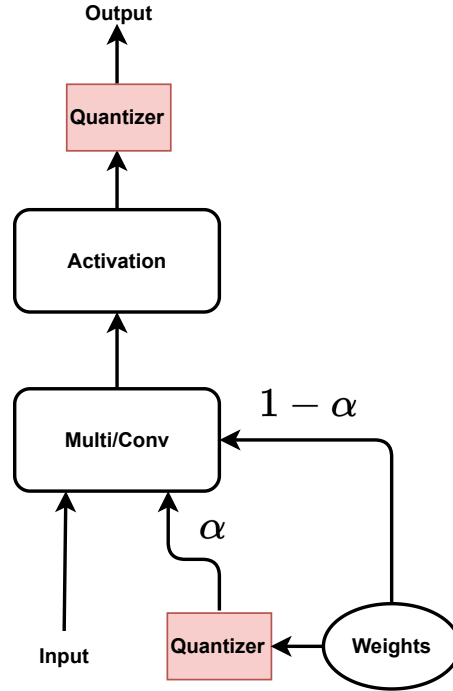 Output
Quantizer
Activation
1 − α
Multi/Conv
α
Input
Quantizer
Weights